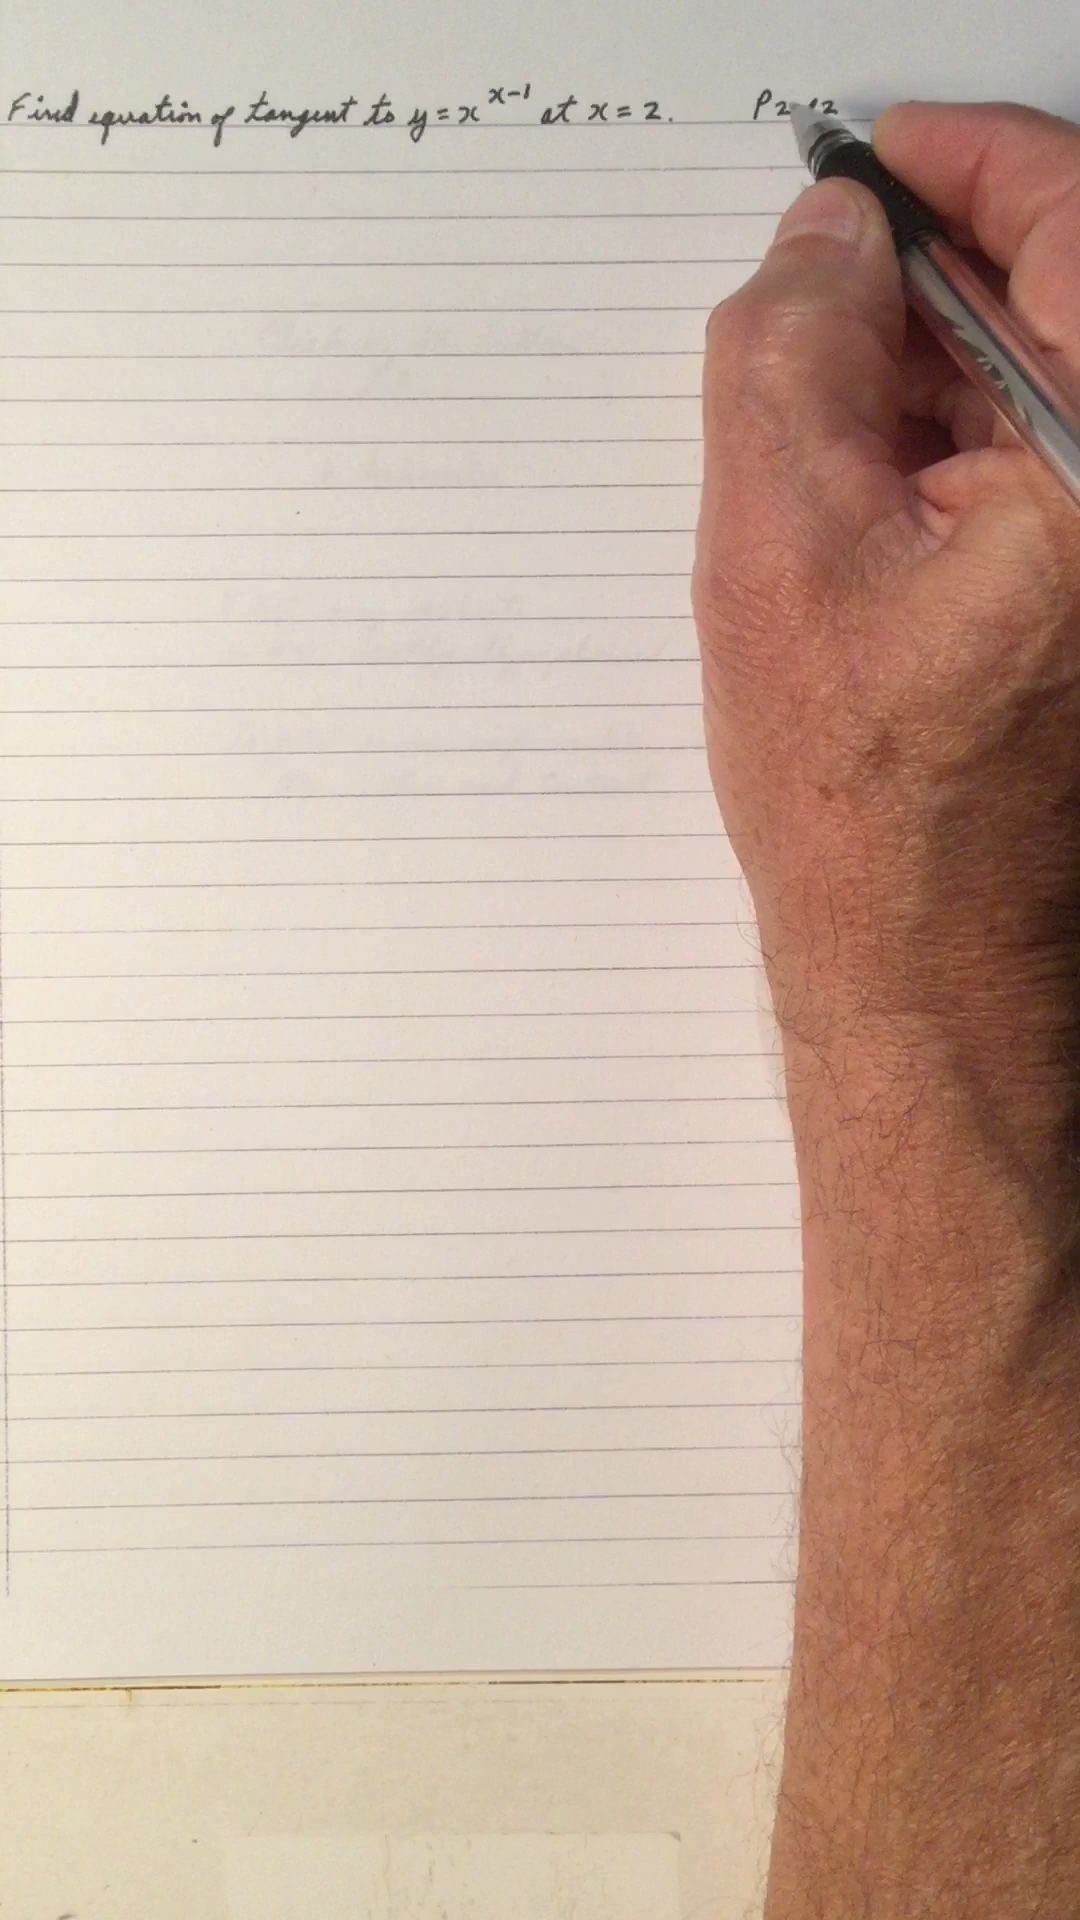 Find equation of tangent to y = x^{x-1} at x = 2.